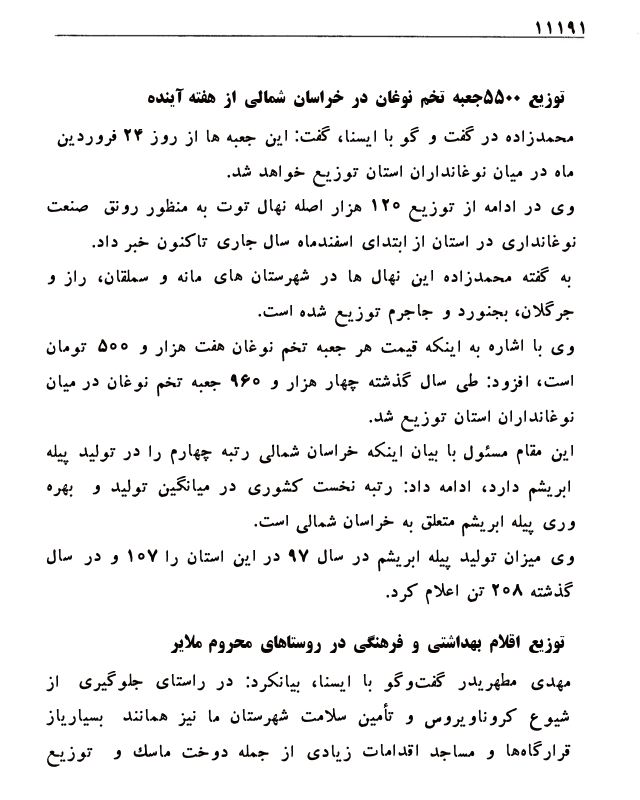 ۱۱۱۹۱
توزیع ۵۵۰۰جعبه تخم نوغان در خراسان شمالی از هفته آینده
محمدزاده در گفت و گو با ایسنا، گفت: این جعبه ها از روز ۲۴ فروردین
ماه در میان نوغانداران استان توزیع خواهد شد.
وی در ادامه از توزیع ۱۲۰ هزار اصله نهال توت به منظور رونق صنعت
نوغانداری در استان از ابتدای اسفندماه سال جاری تاکنون خبر داد.
به گفته محمدزاده این نهال ها در شهرستان های مانه و سملقان، راز و
جرگلان، بجنورد و جاجرم توزیع شده است.
وی با اشاره به اینکه قیمت هر جعبه تخم نوغان هفت هزار و ۵۰۰ تومان
است، افزود: طی سال گذشته چهار هزار و ۹۶۰ جعبه تخم نوغان در میان
نوغانداران استان توزیع شد.
این مقام مسئول با بیان اینکه خراسان شمالی رتبه چهارم را در تولید پیله
ابریشم دارد، ادامه داد: رتبه نخست کشوری در میانگین تولید و بهره
وری پیله ابریشم متعلق به خراسان شمالی است.
وی میزان تولید پیله ابریشم در سال ۹۷ در این استان را ۱۰۷ و در سال
گذشته ۲۰۸ تن اعلام کرد.
توزیع اقلام بهداشتی و فرهنگی در روستاهای محروم ملایر
مهدی مطهریدر گفت‌وگو با ایسنا، بیانکرد: در راستای جلوگیری از
شیوع کروناویروس و تأمین سلامت شهرستان ما نیز همانند بسیاریاز
قرارگاه‌ها و مساجد اقدامات زیادی از جمله دوخت ماسک و توزیع